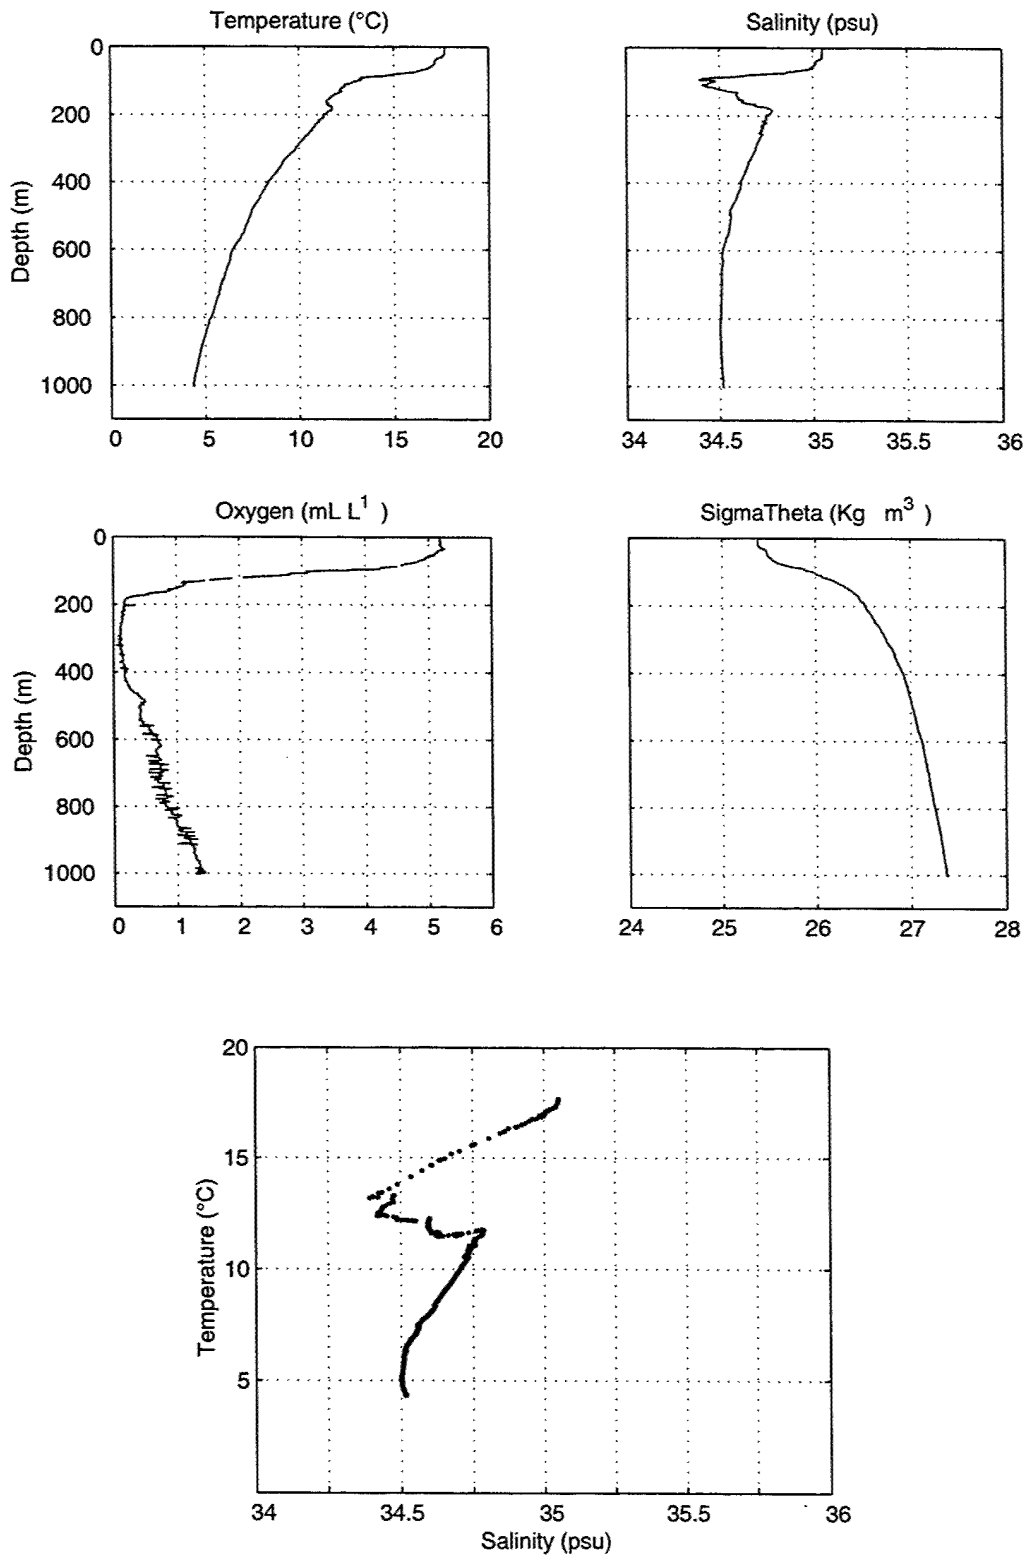 Temperature (°C)
Salinity (psu)
0
200
400
600
800
1000
Depth (m)
0 5 10 15 20
34 34.5 35 35.5 36
Oxygen (mL L1 )
SigmaTheta (Kg m3 )
0
200
400
600
800
1000
Depth (m)
0 1 2 3 4 5 6
24 25 26 27 28
20
15
10
5
Temperature (°C)
34 34.5 35 35.5 36
Salinity (psu)